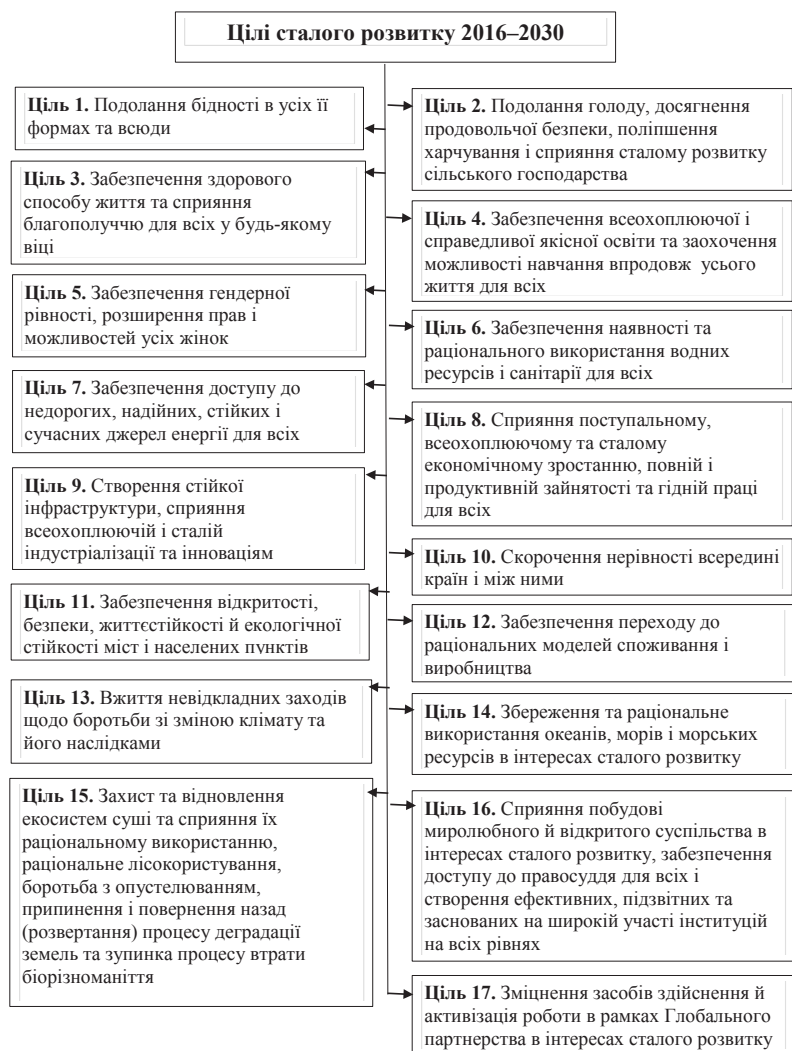 Цілі сталого розвитку 2016–2030
Ціль 1. Подолання бідності в усіх її
формах та всюди
Ціль 2. Подолання голоду, досягнення
продовольчої безпеки, поліпшення
харчування і сприяння сталому розвитку
сільського господарства
Ціль 3. Забезпечення здорового
способу життя та сприяння
благополуччю для всіх у будь-якому
віці
Ціль 4. Забезпечення всеохоплюючої і
справедливої якісної освіти та заохочення
можливості навчання впродовж усього
життя для всіх
Ціль 5. Забезпечення гендерної
рівності, розширення прав і
можливостей усіх жінок
Ціль 6. Забезпечення наявності та
раціонального використання водних
ресурсів і санітарії для всіх
Ціль 7. Забезпечення доступу до
недорогих, надійних, стійких і
сучасних джерел енергії для всіх
Ціль 8. Сприяння поступальному,
всеохоплюючому та сталому
економічному зростанню, повній і
продуктивній зайнятості та гідній праці
для всіх
Ціль 9. Створення стійкої
інфраструктури, сприяння
всеохоплюючій і сталій
індустріалізації та інноваціям
Ціль 10. Скорочення нерівності всередині
країн і між ними
Ціль 11. Забезпечення відкритості,
безпеки, життєстійкості й екологічної
стійкості міст і населених пунктів
Ціль 12. Забезпечення переходу до
раціональних моделей споживання і
виробництва
Ціль 13. Вжиття невідкладних заходів
щодо боротьби зі зміною клімату та
його наслідками
Ціль 14. Збереження та раціональне
використання океанів, морів і морських
ресурсів в інтересах сталого розвитку
Ціль 15. Захист та відновлення
екосистем суші та сприяння їх
раціональному використанню,
раціональне лісокористування,
боротьба з опустелюванням,
припинення і повернення назад
(розвертання) процесу деградації
земель та зупинка процесу втрати
біорізноманіття
Ціль 16. Сприяння побудові
миролюбного й відкритого суспільства в
інтересах сталого розвитку, забезпечення
доступу до правосуддя для всіх і
створення ефективних, підзвітних та
заснованих на широкій участі інституцій
на всіх рівнях
Ціль 17. Зміцнення засобів здійснення й
активізація роботи в рамках Глобального
партнерства в інтересах сталого розвитку